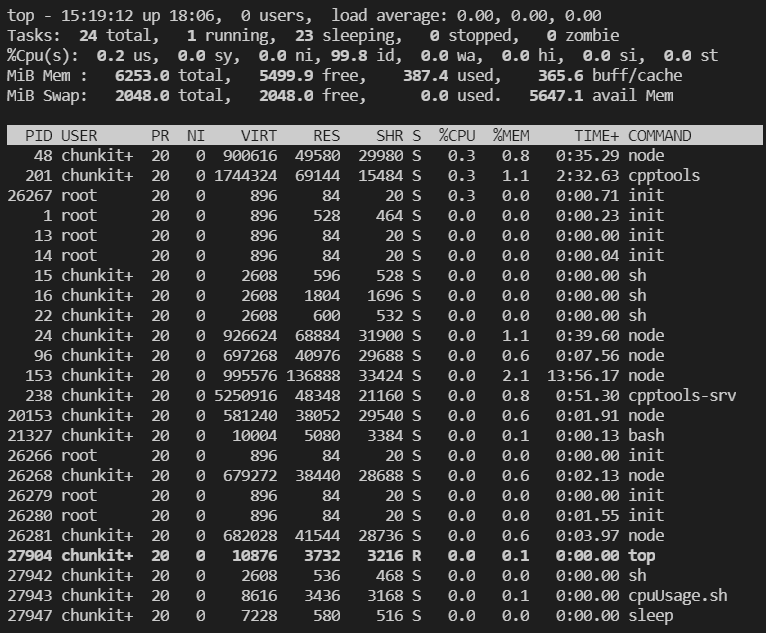 top - 15:19:12 up 18:06,  0 users,  load average: 0.00, 0.00, 0.00
Tasks:  24 total,   1 running,  23 sleeping,   0 stopped,   0 zombie
%Cpu(s):  0.2 us,  0.0 sy,  0.0 ni, 99.8 id,  0.0 wa,  0.0 hi,  0.0 si,  0.0 st
MiB Mem :   6253.0 total,   5499.9 free,    387.4 used,    365.6 buff/cache
MiB Swap:   2048.0 total,   2048.0 free,      0.0 used.   5647.1 avail Mem
  PID USER      PR  NI    VIRT    RES    SHR S  %CPU  %MEM     TIME+ COMMAND
   48 chunkit+  20   0  900616  49580  29980 S   0.3   0.8   0:35.29 node
  201 chunkit+  20   0 1744324  69144  15484 S   0.3   1.1   2:32.63 cpptools
26267 root      20   0     896     84     20 S   0.3   0.0   0:00.71 init
    1 root      20   0     896    528    464 S   0.0   0.0   0:00.23 init
   13 root      20   0     896     84     20 S   0.0   0.0   0:00.00 init
   14 root      20   0     896     84     20 S   0.0   0.0   0:00.04 init
   15 chunkit+  20   0    2608    596    528 S   0.0   0.0   0:00.00 sh
   16 chunkit+  20   0    2608   1804   1696 S   0.0   0.0   0:00.00 sh
   22 chunkit+  20   0    2608    600    532 S   0.0   0.0   0:00.00 sh
   24 chunkit+  20   0  926624  68884  31900 S   0.0   1.1   0:39.60 node
   96 chunkit+  20   0  697268  40976  29688 S   0.0   0.6   0:07.56 node
  153 chunkit+  20   0  995576 136888  33424 S   0.0   2.1  13:56.17 node
  238 chunkit+  20   0 5250916  48348  21160 S   0.0   0.8   0:51.30 cpptools-srv
20153 chunkit+  20   0  581240  38052  29540 S   0.0   0.6   0:01.91 node
21327 chunkit+  20   0   10004   5080   3384 S   0.0   0.1   0:00.13 bash
26266 root      20   0     896     84     20 S   0.0   0.0   0:00.00 init
26268 chunkit+  20   0  679272  38440  28688 S   0.0   0.6   0:02.13 node
26279 root      20   0     896     84     20 S   0.0   0.0   0:00.00 init
26280 root      20   0     896     84     20 S   0.0   0.0   0:01.55 init
26281 chunkit+  20   0  682028  41544  28736 S   0.0   0.6   0:03.97 node
27904 chunkit+  20   0   10876   3732   3216 R   0.0   0.1   0:00.00 top
27942 chunkit+  20   0    2608    536    468 S   0.0   0.0   0:00.00 sh
27943 chunkit+  20   0    8616   3436   3168 S   0.0   0.1   0:00.00 cpuUsage.sh
27947 chunkit+  20   0    7228    580    516 S   0.0   0.0   0:00.00 sleep